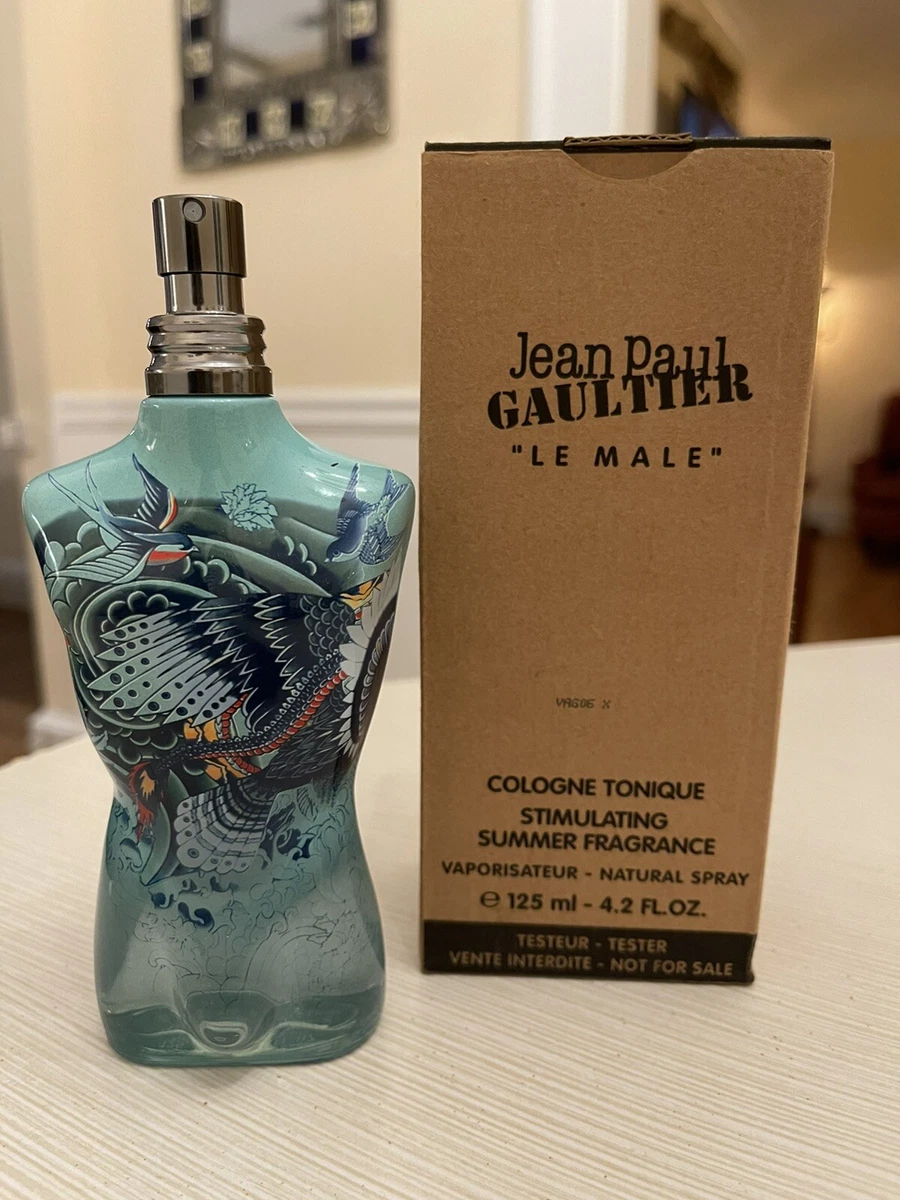 Jean Paul
GAULTIER
"LE MALE"
COLOGNE TONIQUE
STIMULATING
SUMMER FRAGRANCE
VAPORISATEUR - NATURAL SPRAY
℮ 125 ml - 4.2 FL.OZ.
TESTEUR - TESTER
VENTE INTERDITE - NOT FOR SALE